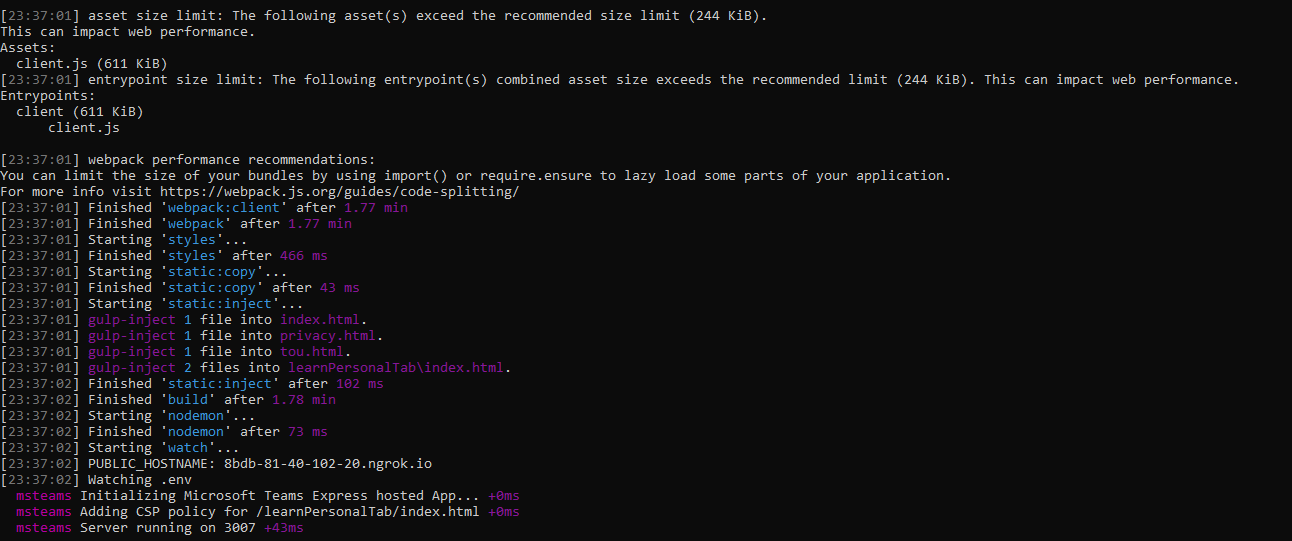 [23:37:01] asset size limit: The following asset(s) exceed the recommended size limit (244 KiB).
This can impact web performance.
Assets:
  client.js (611 KiB)
[23:37:01] entrypoint size limit: The following entrypoint(s) combined asset size exceeds the recommended limit (244 KiB). This can impact web performance.
Entrypoints:
  client (611 KiB)
      client.js
[23:37:01] webpack performance recommendations:
You can limit the size of your bundles by using import() or require.ensure to lazy load some parts of your application.
For more info visit https://webpack.js.org/guides/code-splitting/
[23:37:01] Finished 'webpack:client' after 1.77 min
[23:37:01] Finished 'webpack' after 1.77 min
[23:37:01] Starting 'styles'...
[23:37:01] Finished 'styles' after 466 ms
[23:37:01] Starting 'static:copy'...
[23:37:01] Finished 'static:copy' after 43 ms
[23:37:01] Starting 'static:inject'...
[23:37:01] gulp-inject 1 file into index.html.
[23:37:01] gulp-inject 1 file into privacy.html.
[23:37:01] gulp-inject 1 file into tou.html.
[23:37:01] gulp-inject 2 files into learnPersonalTab\index.html.
[23:37:02] Finished 'static:inject' after 102 ms
[23:37:02] Finished 'build' after 1.78 min
[23:37:02] Starting 'nodemon'...
[23:37:02] Finished 'nodemon' after 73 ms
[23:37:02] Starting 'watch'...
[23:37:02] PUBLIC_HOSTNAME: 8bdb-81-40-102-20.ngrok.io
[23:37:02] Watching .env
  msteams Initializing Microsoft Teams Express hosted App... +0ms
  msteams Adding CSP policy for /learnPersonalTab/index.html +0ms
  msteams Server running on 3007 +43ms